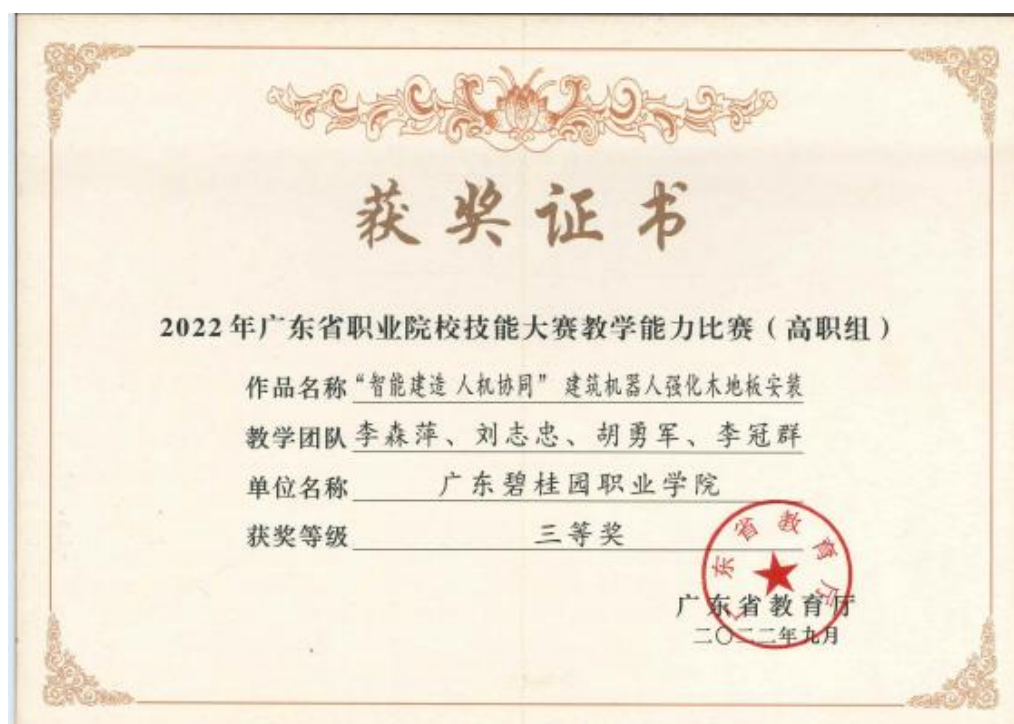 获奖证书
2022年广东省职业院校技能大赛教学能力比赛（高职组）
作品名称“智能建造 人机协同” 建筑机器人强化木地板安装
教学团队 李森萍、刘志忠、胡勇军、李冠群
单位名称 广东碧桂园职业学院
获奖等级 三等奖
广东省教育厅
广东省教育厅
二〇二二年九月